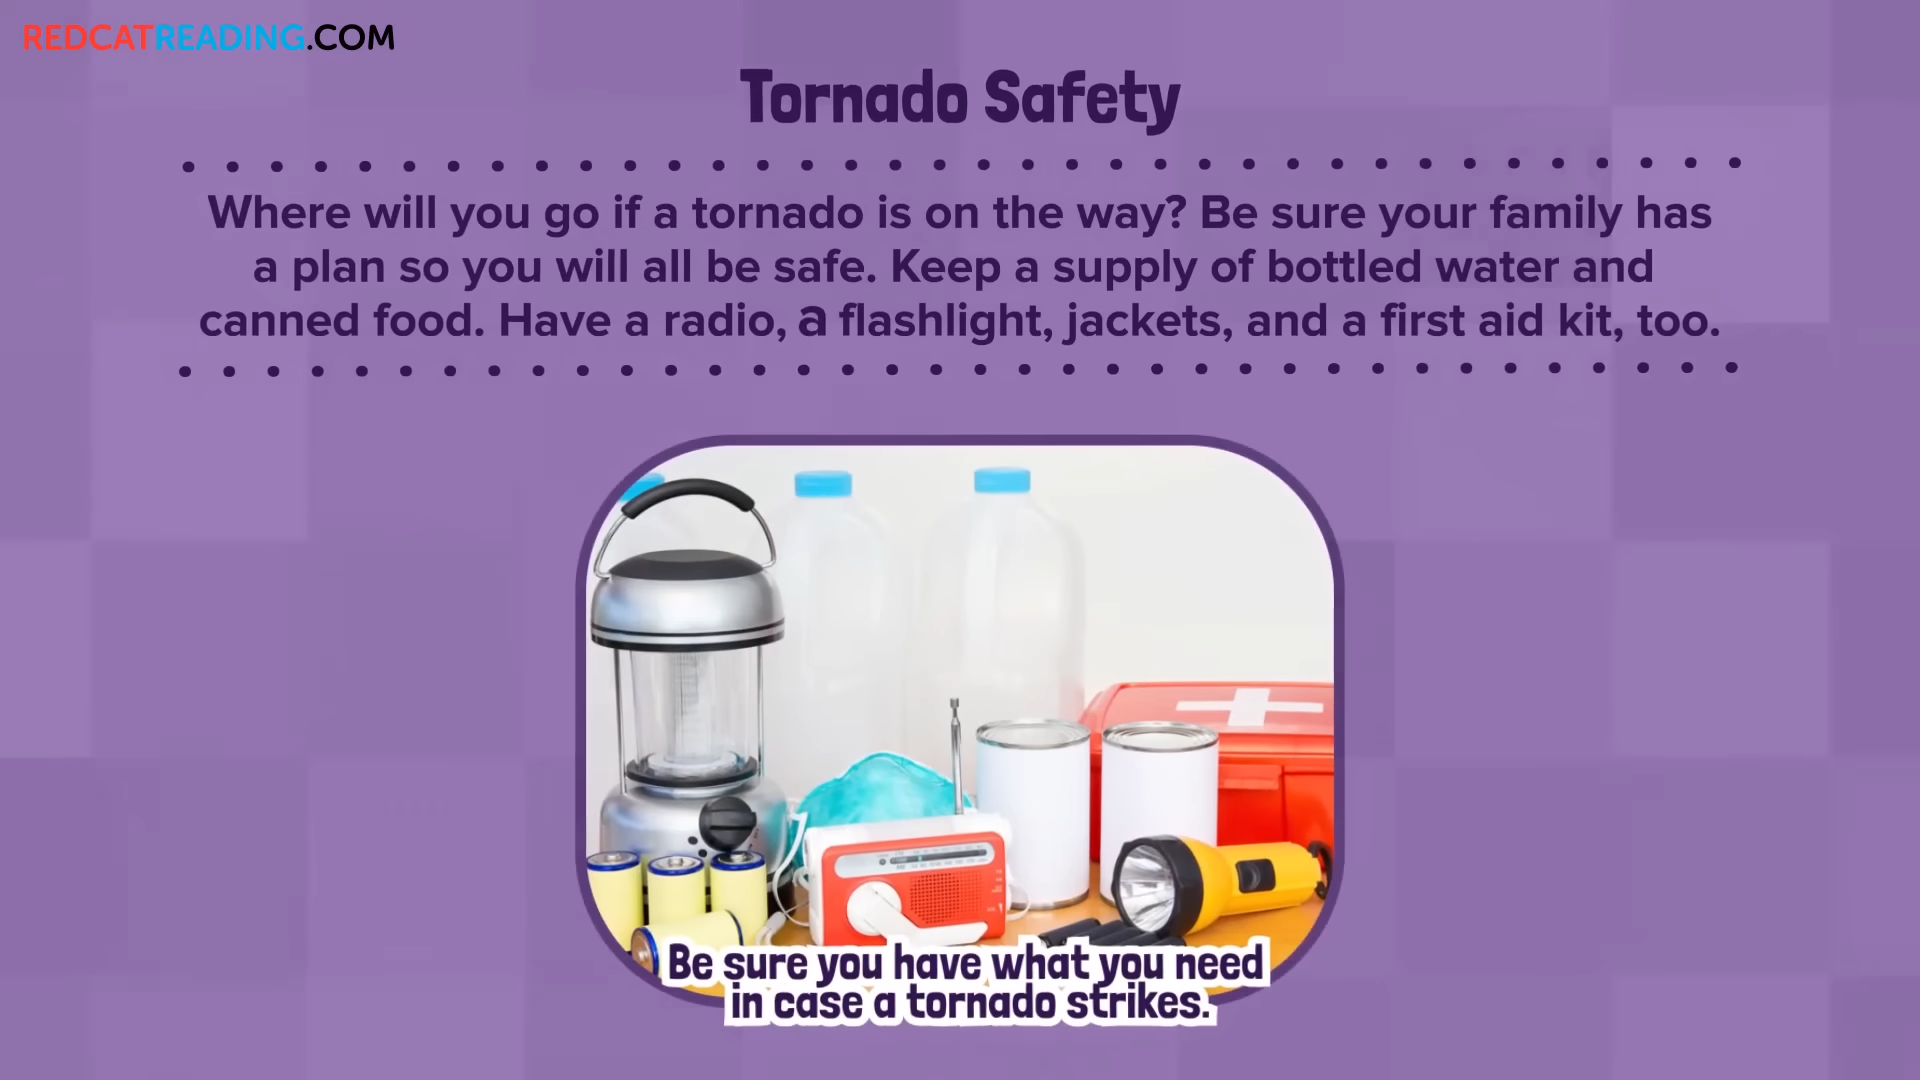 REDCATREADING.COM
Tornado Safety
Where will you go if a tornado is on the way? Be sure your family has
a plan so you will all be safe. Keep a supply of bottled water and
canned food. Have a radio, a flashlight, jackets, and a first aid kit, too.
Be sure you have what you need
in case a tornado strikes.